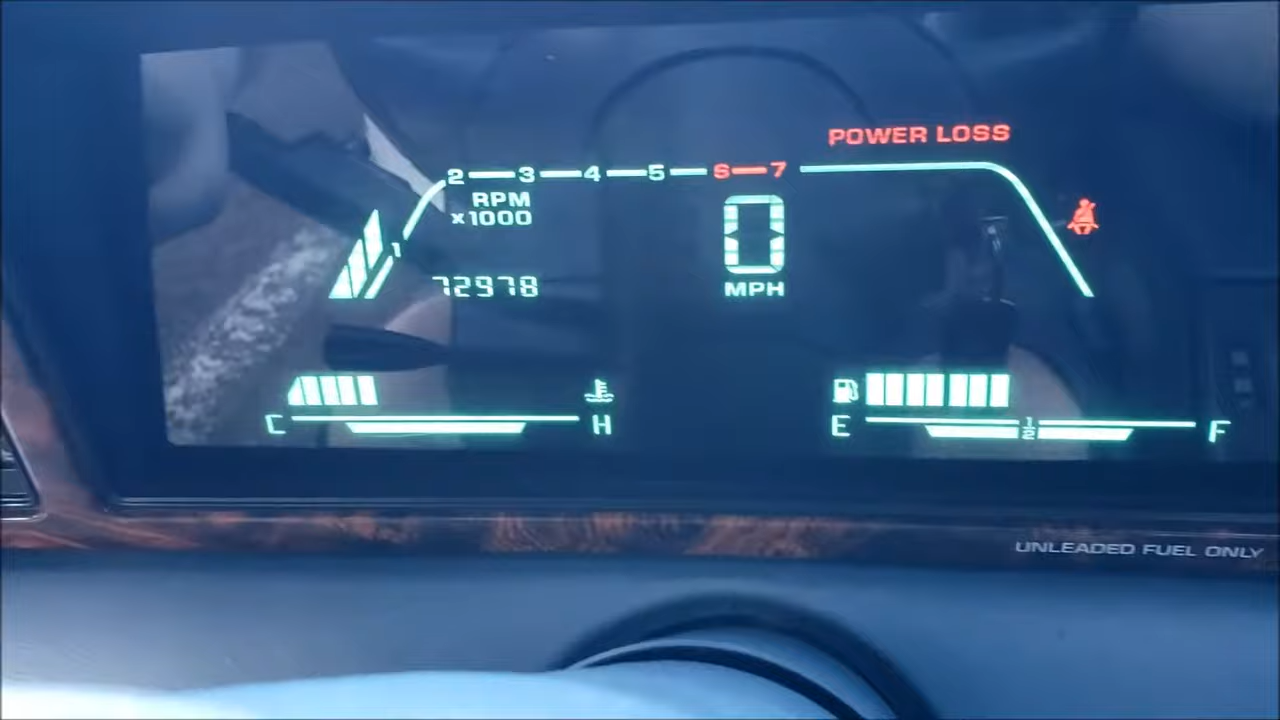 POWER LOSS
1 2 3 4 5 6 7
RPM
x1000
0
72978
MPH
C H
E 1/2 F
UNLEADED FUEL ONLY